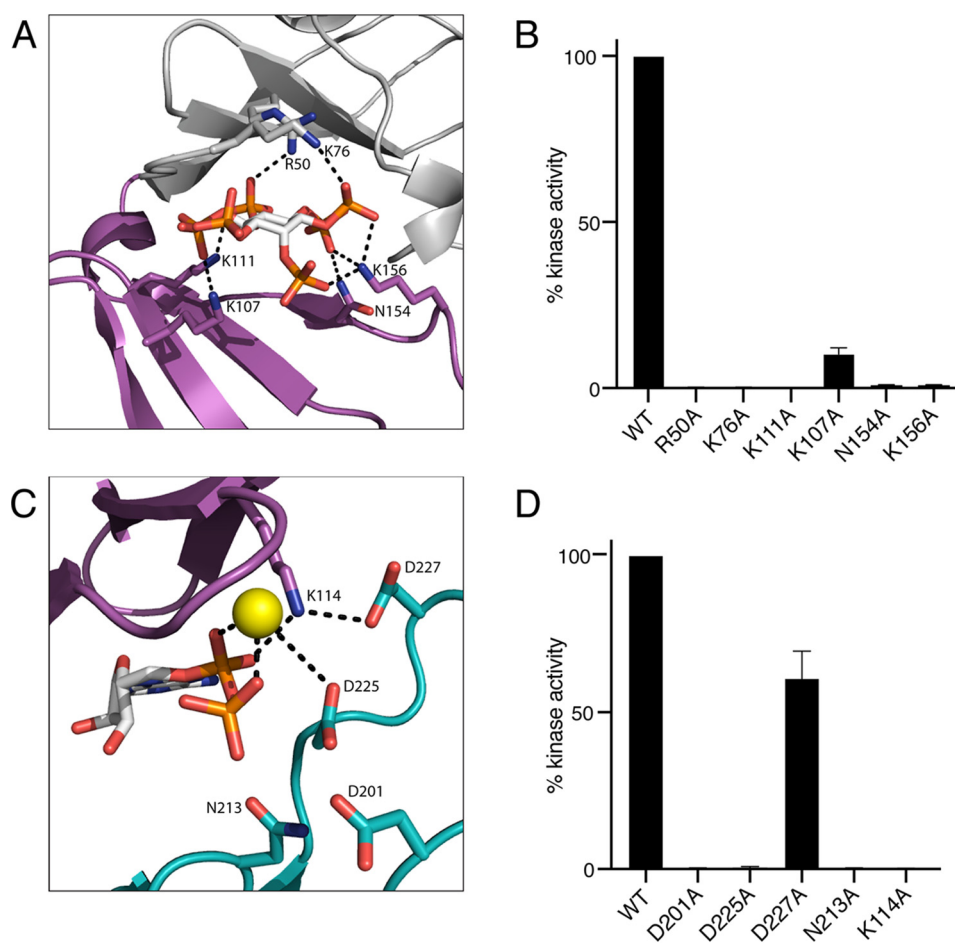 A
K76
R50
K111
K156
K107
N154
B
% kinase activity
100
50
0
WT
R50A
K76A
K111A
K107A
N154A
K156A
C
D227
K114
D225
N213
D201
D
% kinase activity
100
50
0
WT
D201A
D225A
D227A
N213A
K114A